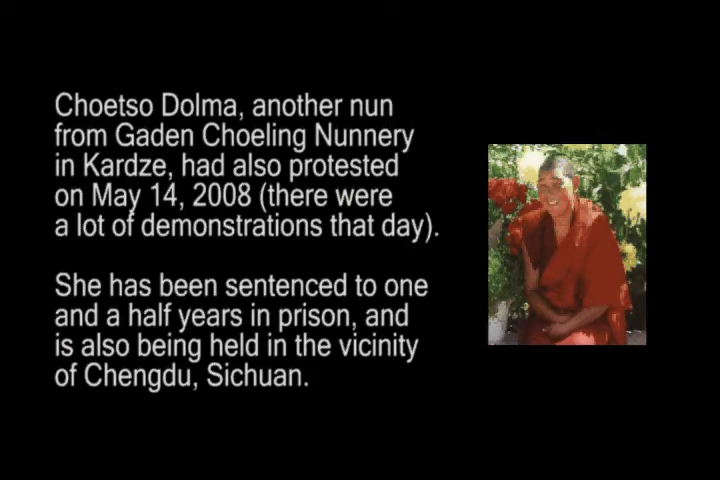 Choetso Dolma, another nun
from Gaden Choeling Nunnery
in Kardze, had also protested
on May 14, 2008 (there were
a lot of demonstrations that day).
She has been sentenced to one
and a half years in prison, and
is also being held in the vicinity
of Chengdu, Sichuan.